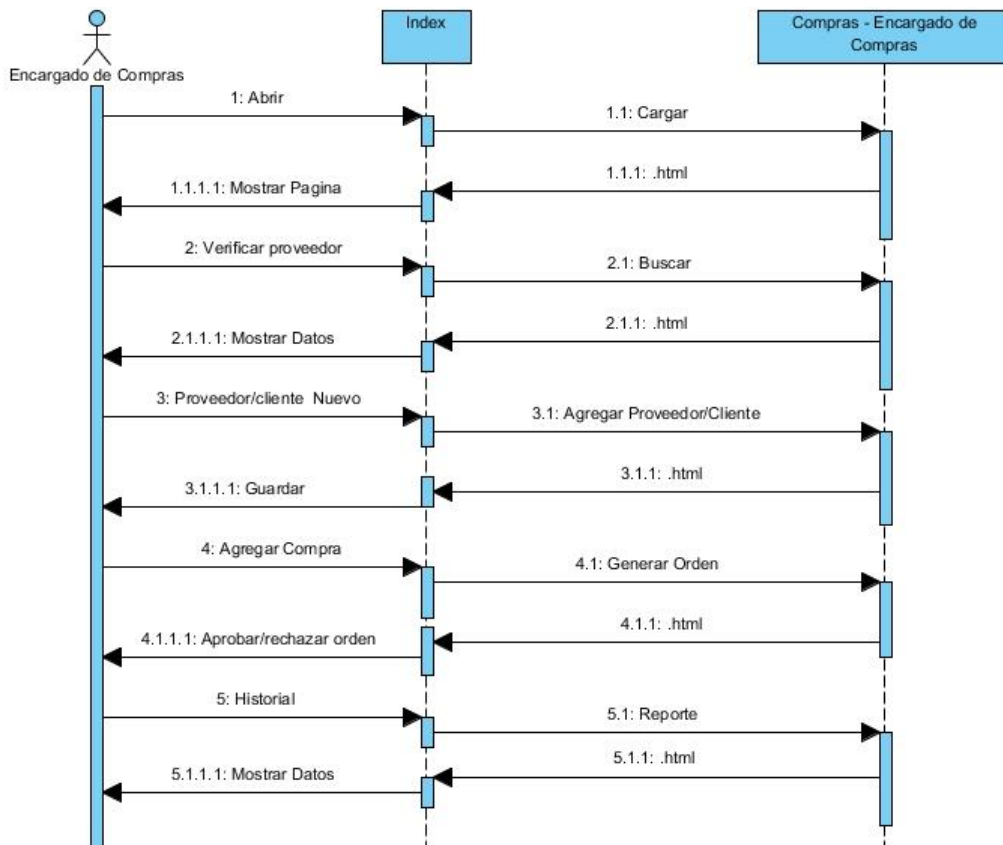 Index
Compras - Encargado de
Compras
Encargado de Compras
1: Abrir
1.1: Cargar
1.1.1: .html
1.1.1.1: Mostrar Pagina
2: Verificar proveedor
2.1: Buscar
2.1.1: .html
2.1.1.1: Mostrar Datos
3: Proveedor/cliente Nuevo
3.1: Agregar Proveedor/Cliente
3.1.1: .html
3.1.1.1: Guardar
4: Agregar Compra
4.1: Generar Orden
4.1.1: .html
4.1.1.1: Aprobar/rechazar orden
5: Historial
5.1: Reporte
5.1.1: .html
5.1.1.1: Mostrar Datos